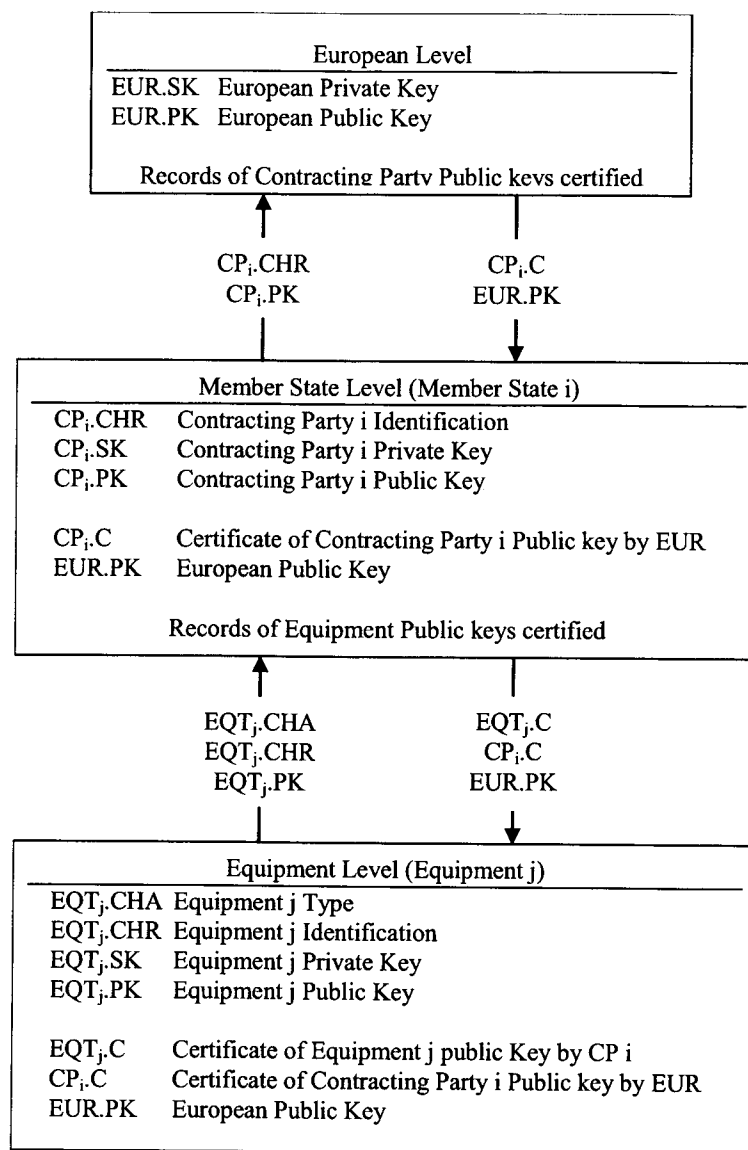 European Level
EUR.SK European Private Key
EUR.PK European Public Key
Records of Contracting Party Public keys certified
CPi.CHR
CPi.PK
CPi.C
EUR.PK
Member State Level (Member State i)
CPi.CHR Contracting Party i Identification
CPi.SK Contracting Party i Private Key
CPi.PK Contracting Party i Public Key
CPi.C Certificate of Contracting Party i Public key by EUR
EUR.PK European Public Key
Records of Equipment Public keys certified
EQTj.CHA
EQTj.CHR
EQTj.PK
EQTj.C
CPi.C
EUR.PK
Equipment Level (Equipment j)
EQTj.CHA Equipment j Type
EQTj.CHR Equipment j Identification
EQTj.SK Equipment j Private Key
EQTj.PK Equipment j Public Key
EQTj.C Certificate of Equipment j public Key by CP i
CPi.C Certificate of Contracting Party i Public key by EUR
EUR.PK European Public Key